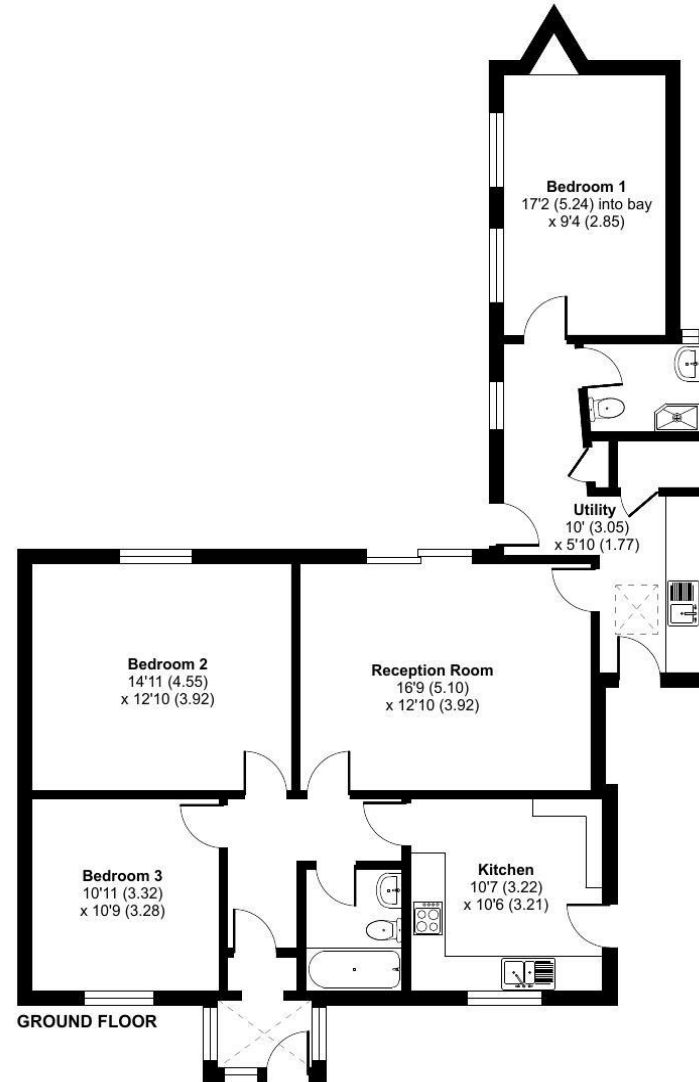 Bedroom 1
17'2 (5.24) into bay
x 9'4 (2.85)
Utility
10' (3.05)
x 5'10 (1.77)
Bedroom 2
14'11 (4.55)
x 12'10 (3.92)
Reception Room
16'9 (5.10)
x 12'10 (3.92)
Bedroom 3
10'11 (3.32)
x 10'9 (3.28)
Kitchen
10'7 (3.22)
x 10'6 (3.21)
GROUND FLOOR